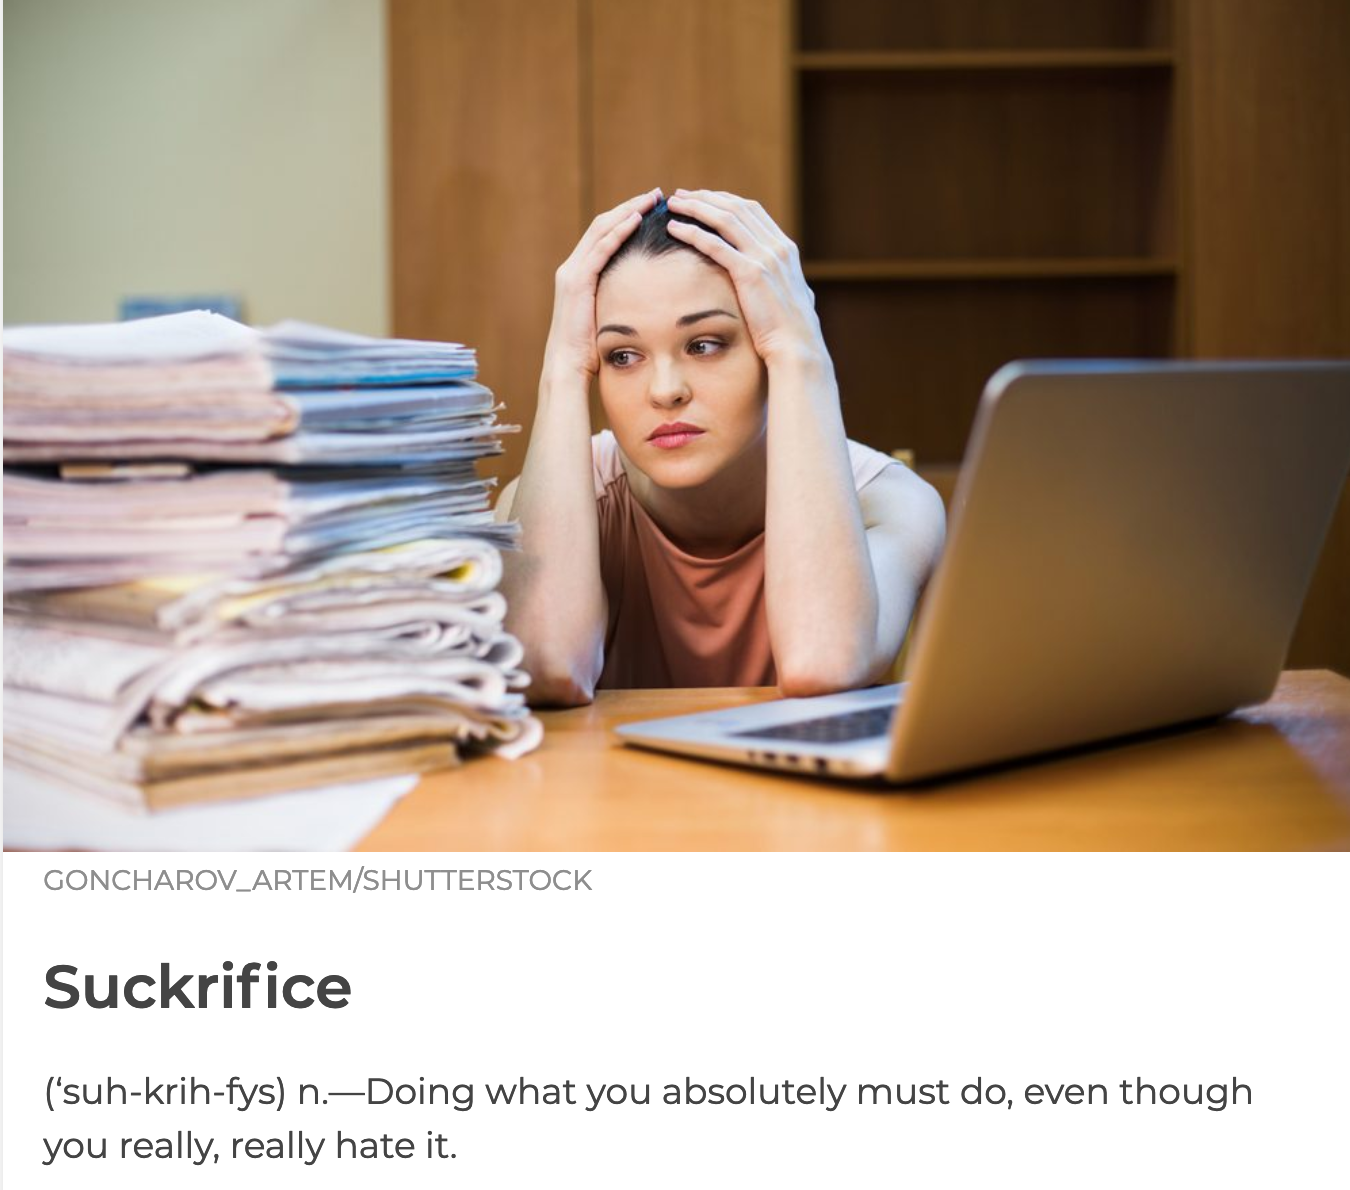 GONCHAROV_ARTEM/SHUTTERSTOCK
Suckrifice
(‘suh-krih-fys) n.—Doing what you absolutely must do, even though
you really, really hate it.